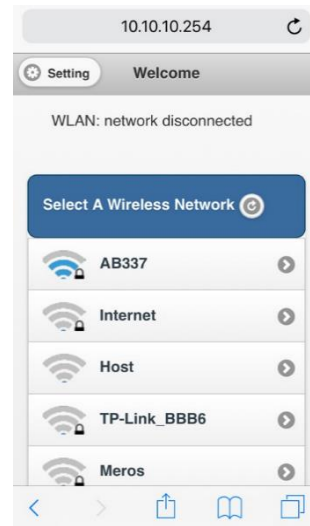 10.10.10.254
Setting
Welcome
WLAN: network disconnected
Select A Wireless Network
AB337
Internet
Host
TP-Link_BBB6
Meros